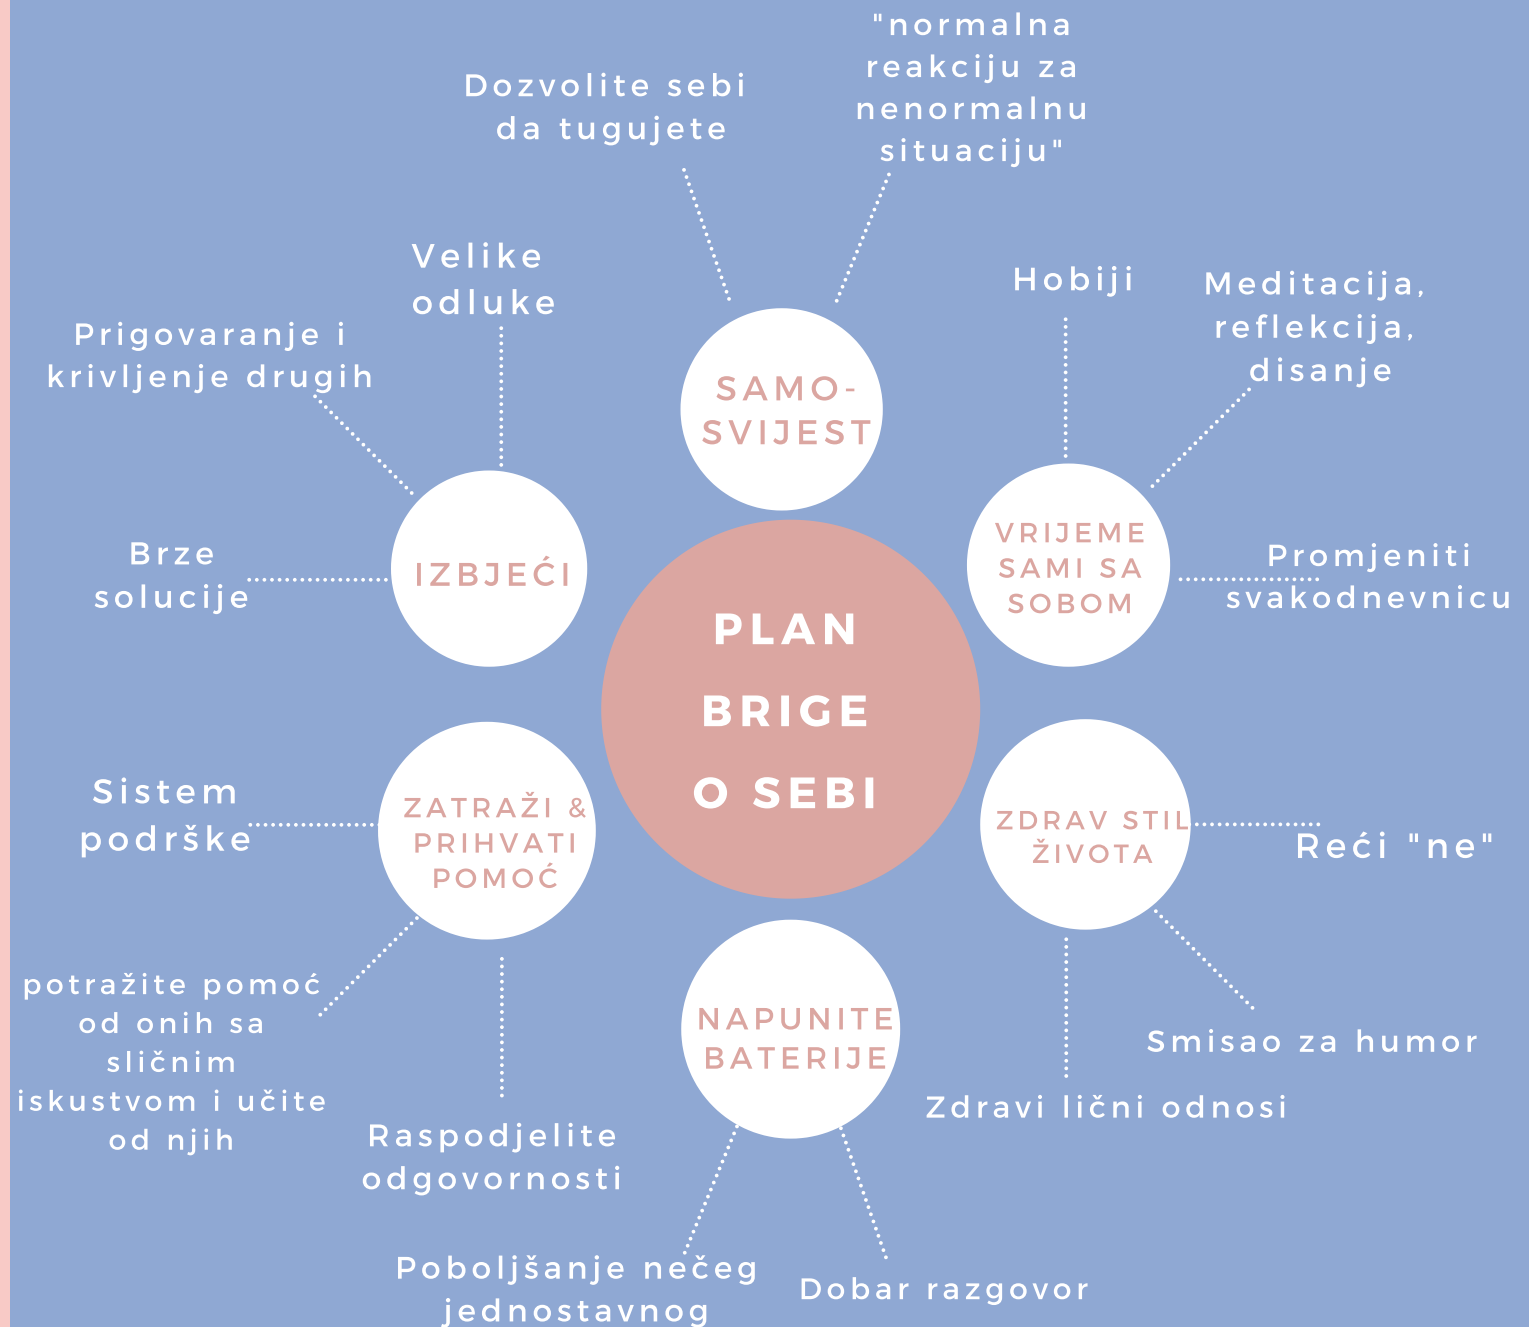 "normalna
reakciju za
nenormalnu
situaciju"
Dozvolite sebi
da tugujete
Velike
odluke
Prigovaranje i
krivljenje drugih
Brze
solucije
Hobiji
Meditacija,
reflekcija,
disanje
Promjeniti
svakodnevnicu
SAMO-
SVIJEST
IZBJEĆI
VRIJEME
SAMI SA
SOBOM
PLAN
BRIGE
O SEBI
Sistem
podrške
ZATRAŽI &
PRIHVATI
POMOĆ
ZDRAV STIL
ŽIVOTA
Reći "ne"
potražite pomoć
od onih sa
sličnim
iskustvom i učite
od njih
Raspodjelite
odgovornosti
NAPUNITE
BATERIJE
Smisao za humor
Zdravi lični odnosi
Poboljšanje nečeg
jednostavnog
Dobar razgovor